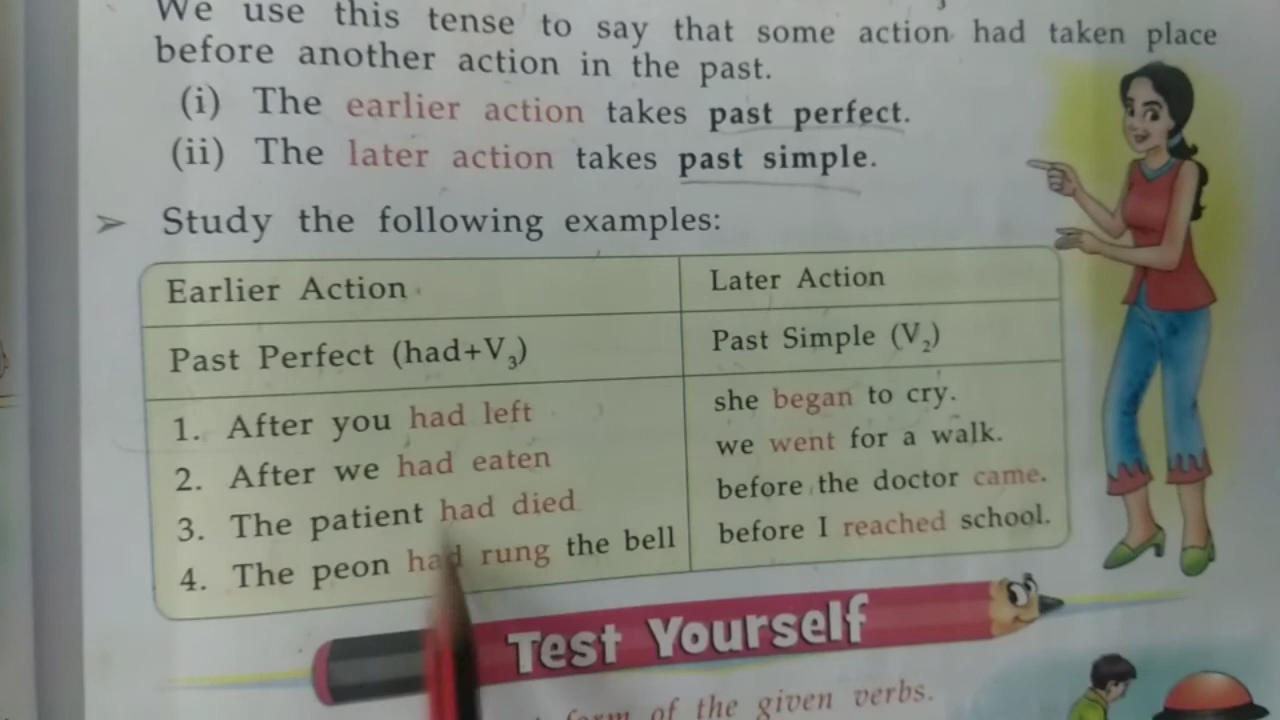 We use this tense to say that some action had taken place
before another action in the past.
(i) The earlier action takes past perfect.
(ii) The later action takes past simple.
➢ Study the following examples:
Earlier Action
Later Action
Past Perfect (had+V₃)
Past Simple (V₂)
1. After you had left
she began to cry.
2. After we had eaten
we went for a walk.
3. The patient had died
before the doctor came.
4. The peon had rung the bell
before I reached school.
Test Yourself
form of the given verbs.